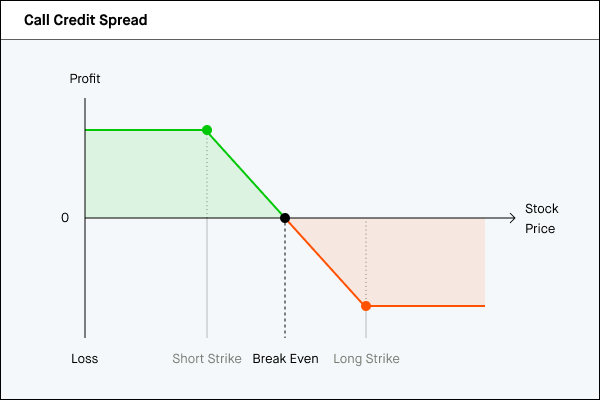 Call Credit Spread
Profit
0
Stock
Price
Loss
Short Strike
Break Even
Long Strike